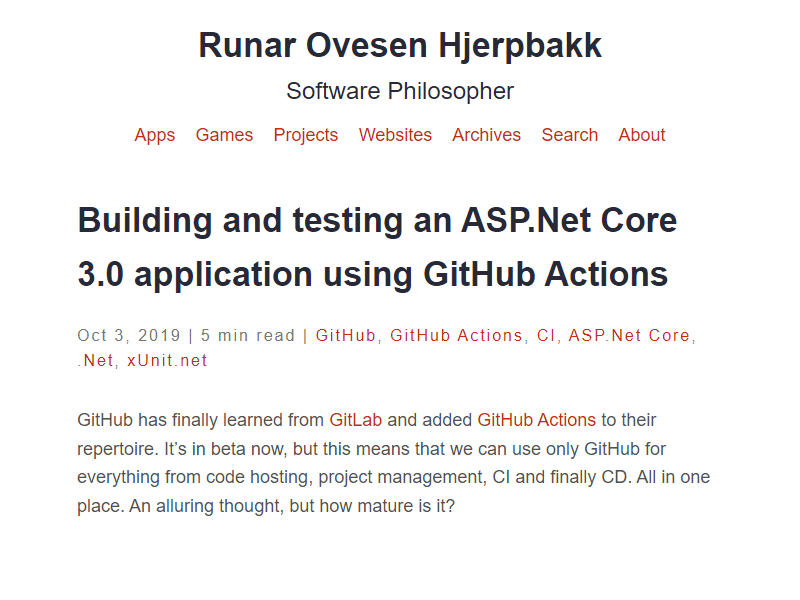 Runar Ovesen Hjerpbakk
Software Philosopher
Apps Games Projects Websites Archives Search About
Building and testing an ASP.Net Core
3.0 application using GitHub Actions
Oct 3, 2019 | 5 min read | GitHub, GitHub Actions, CI, ASP.Net Core,
.Net, xUnit.net
GitHub has finally learned from GitLab and added GitHub Actions to their
repertoire. It’s in beta now, but this means that we can use only GitHub for
everything from code hosting, project management, CI and finally CD. All in one
place. An alluring thought, but how mature is it?